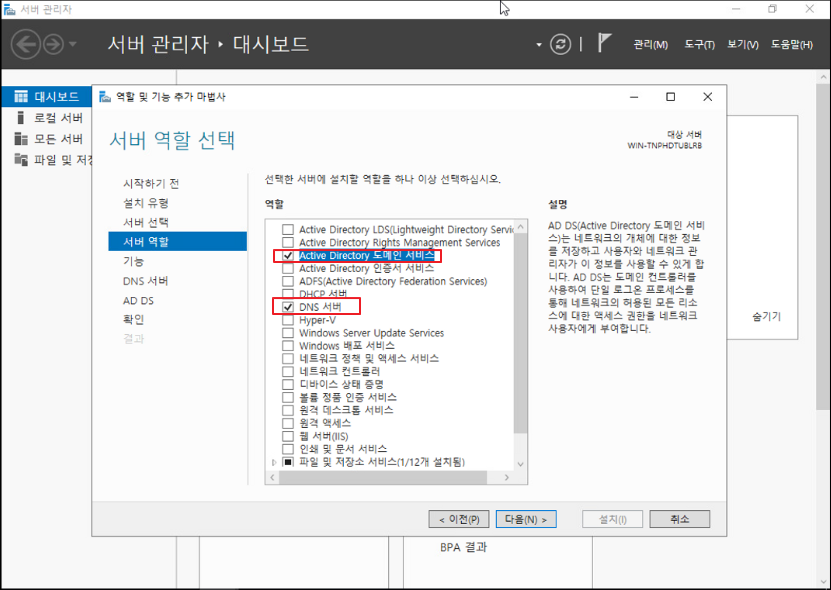 서버 관리자
서버 관리자 ‣ 대시보드
관리(M) 도구(T) 보기(V) 도움말(H)
대시보드
로컬 서버
모든 서버
파일 및 저장
역할 및 기능 추가 마법사
서버 역할 선택
대상 서버
WIN-TNPHDTUBLRB
시작하기 전
설치 유형
서버 선택
서버 역할
기능
DNS 서버
AD DS
확인
결과
선택한 서버에 설치할 역할을 하나 이상 선택하십시오.
역할
Active Directory LDS(Lightweight Directory Servi
Active Directory Rights Management Services
Active Directory 도메인 서비스
Active Directory 인증서 서비스
ADFS(Active Directory Federation Services)
DHCP 서버
DNS 서버
Hyper-V
Windows Server Update Services
Windows 배포 서비스
네트워크 정책 및 액세스 서비스
네트워크 컨트롤러
디바이스 상태 증명
볼륨 정품 인증 서비스
원격 데스크톱 서비스
원격 액세스
웹 서버(IIS)
인쇄 및 문서 서비스
파일 및 저장소 서비스(1/12개 설치됨)
설명
AD DS(Active Directory 도메인 서비
스)는 네트워크의 개체에 대한 정보
를 저장하고 사용자와 네트워크 관
리자가 이 정보를 사용할 수 있게 합
니다. AD DS는 도메인 컨트롤러를
사용하여 단일 로그온 프로세스를
통해 네트워크의 허용된 모든 리소
스에 대한 액세스 권한을 네트워크
사용자에게 부여합니다.
숨기기
< 이전(P) 다음(N) > 설치(I) 취소
BPA 결과